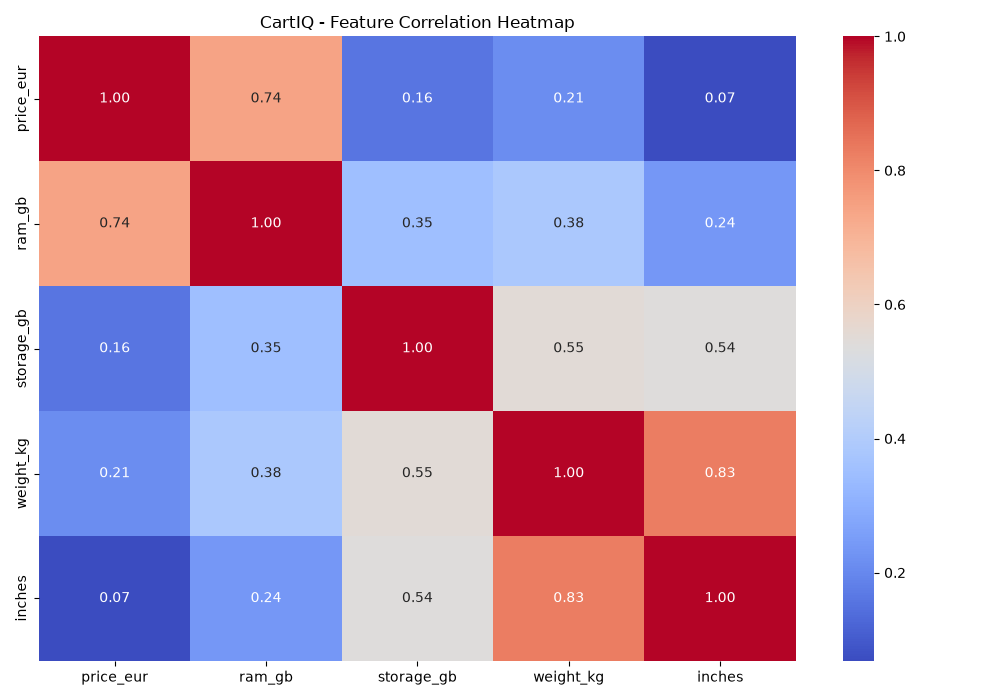 CartIQ - Feature Correlation Heatmap
price_eur 1.00 0.74 0.16 0.21 0.07
ram_gb 0.74 1.00 0.35 0.38 0.24
storage_gb 0.16 0.35 1.00 0.55 0.54
weight_kg 0.21 0.38 0.55 1.00 0.83
inches 0.07 0.24 0.54 0.83 1.00
price_eur ram_gb storage_gb weight_kg inches
1.0
0.8
0.6
0.4
0.2